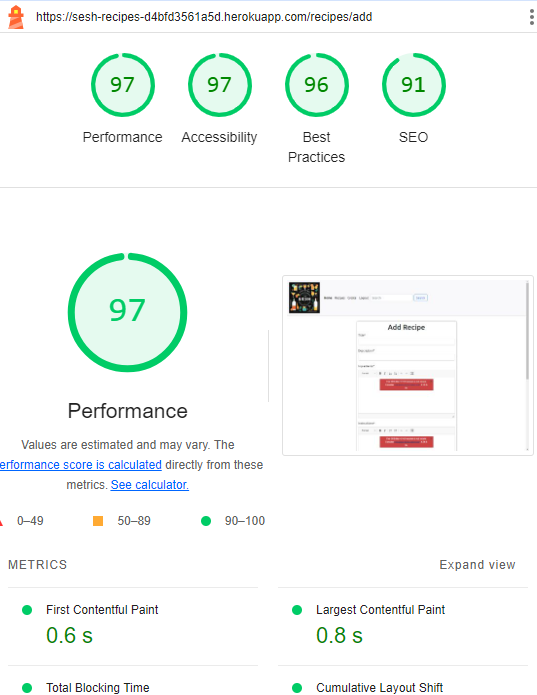 https://sesh-recipes-d4bfd3561a5d.herokuapp.com/recipes/add
97
97
96
91
Performance
Accessibility
Best
Practices
SEO
97
Performance
Values are estimated and may vary. The
erformance score is calculated directly from these
metrics. See calculator.
0–49
50–89
90–100
Add Recipe
METRICS
Expand view
First Contentful Paint
0.6 s
Largest Contentful Paint
0.8 s
Total Blocking Time
Cumulative Layout Shift